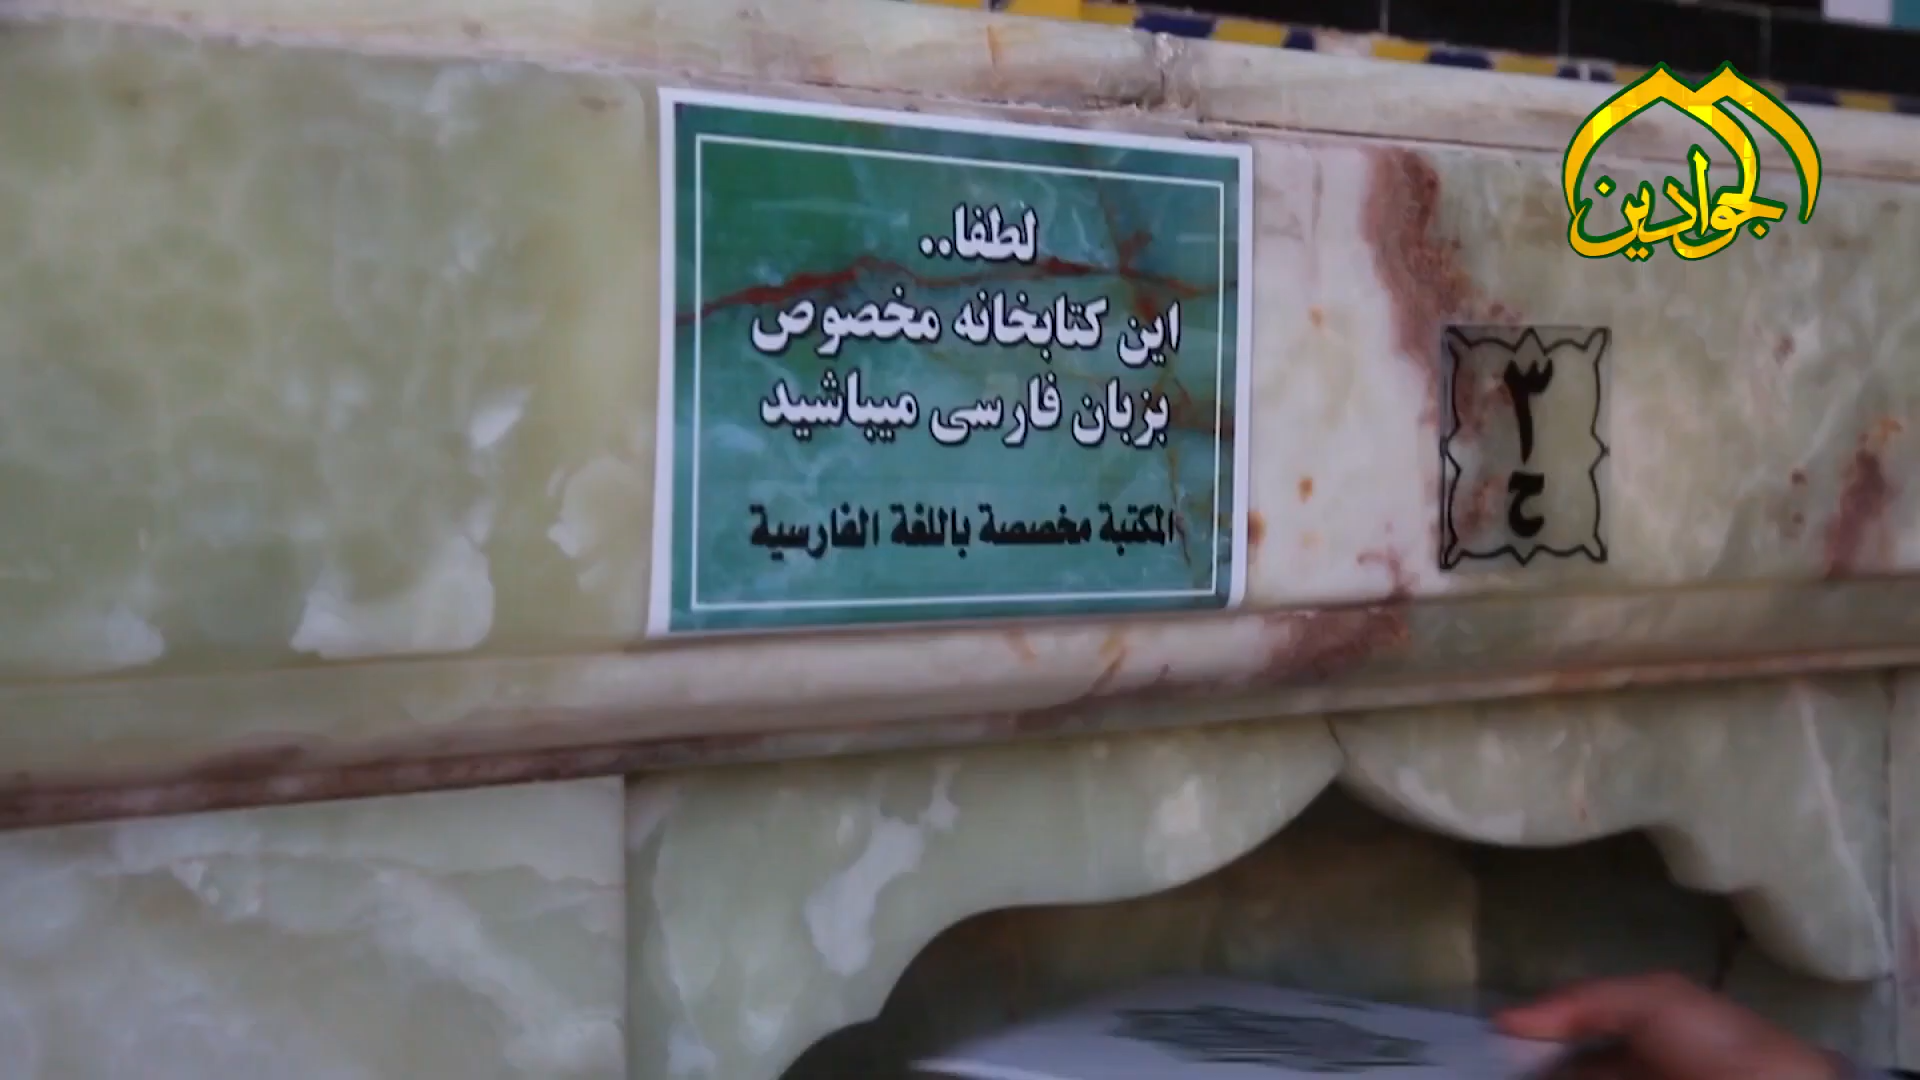 لطفا..
این کتابخانه مخصوص
بزبان فارسی میباشید
المكتبة مخصصة باللغة الفارسية
٣
ح
الجوادين